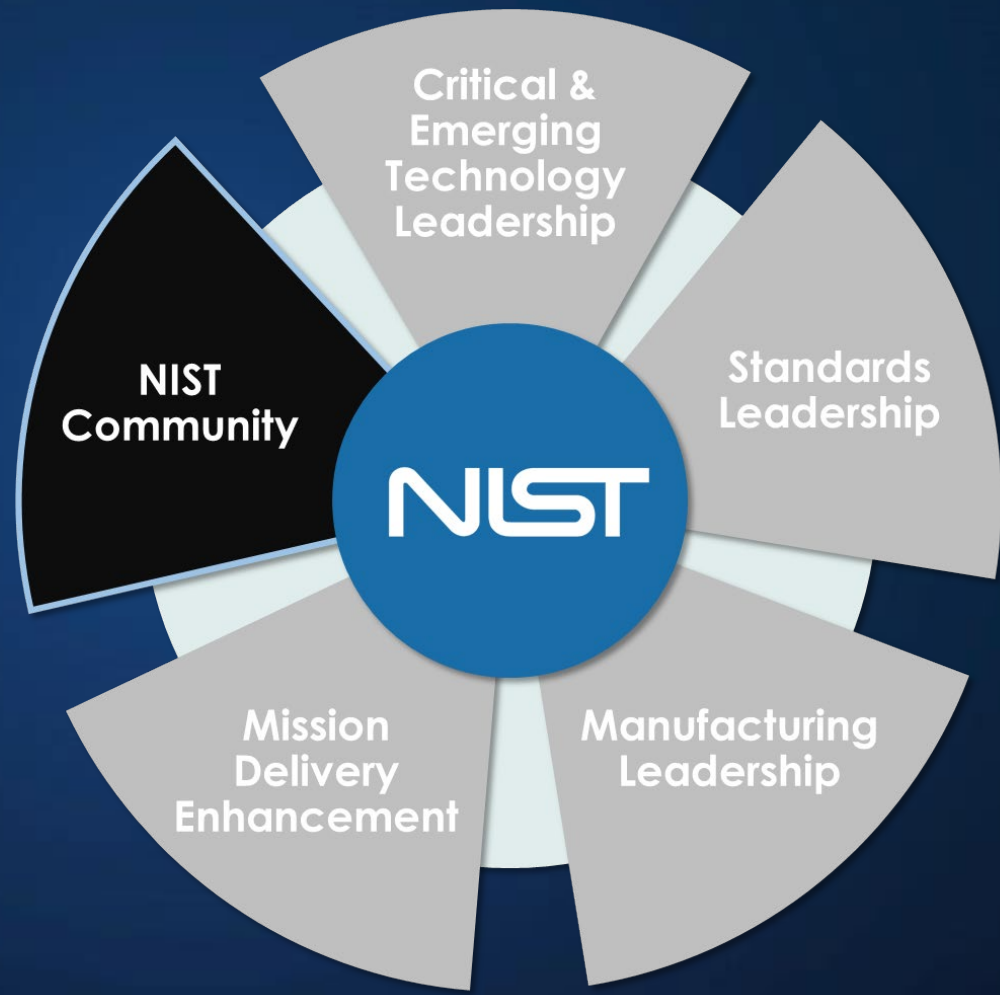 Critical &
Emerging
Technology
Leadership
Standards
Leadership
NIST
Community
NIST
Mission
Delivery
Enhancement
Manufacturing
Leadership